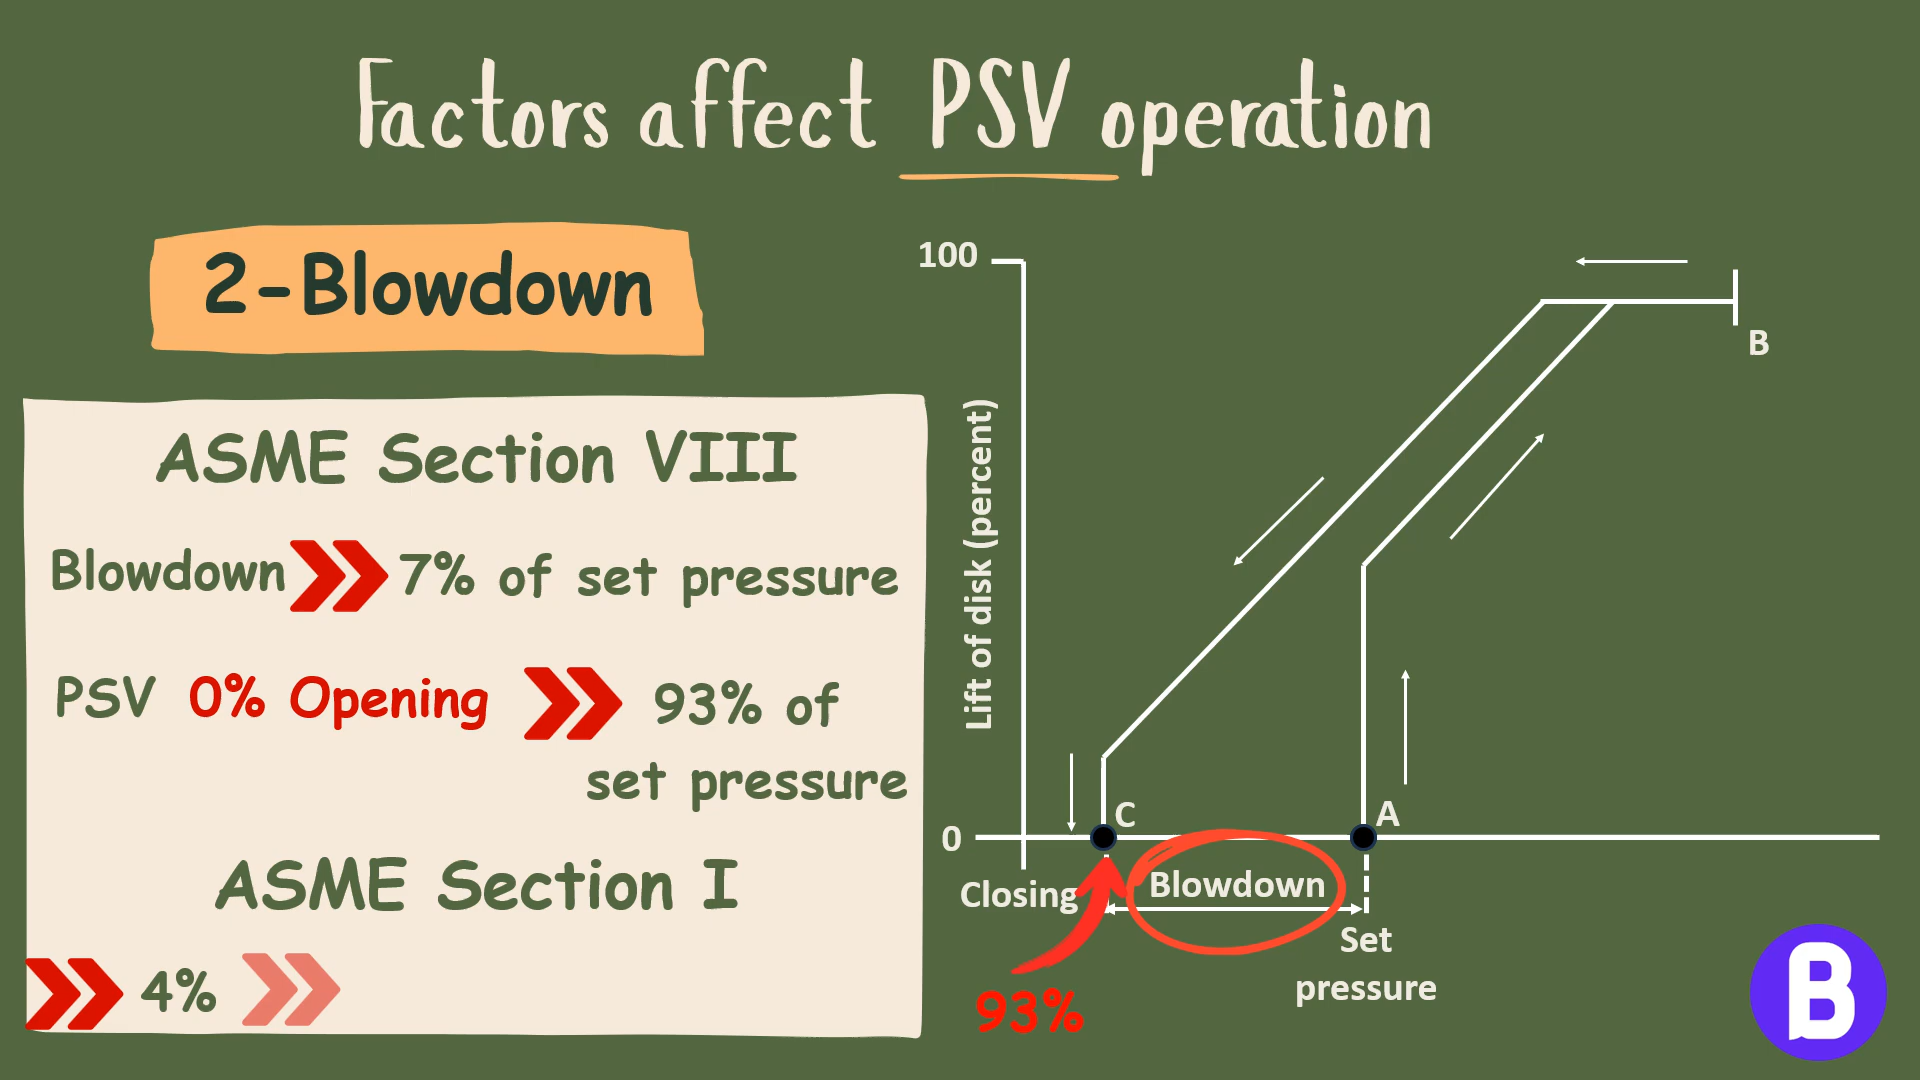 Factors affect PSV operation
2-Blowdown
ASME Section VIII
Blowdown 7% of set pressure
PSV 0% Opening 93% of
set pressure
ASME Section I
4%
100
Lift of disk (percent)
0
B
C
A
Closing
Blowdown
Set
pressure
93%
B